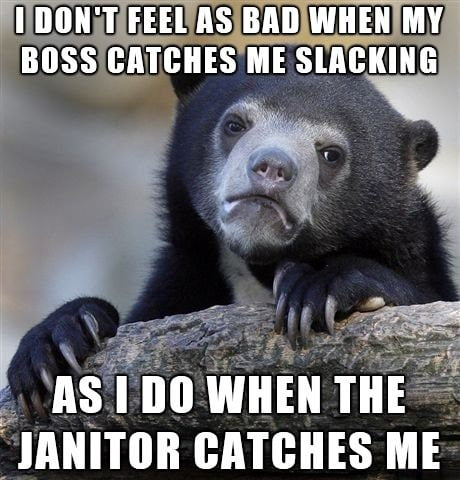 I DON'T FEEL AS BAD WHEN MY
BOSS CATCHES ME SLACKING
AS I DO WHEN THE
JANITOR CATCHES ME